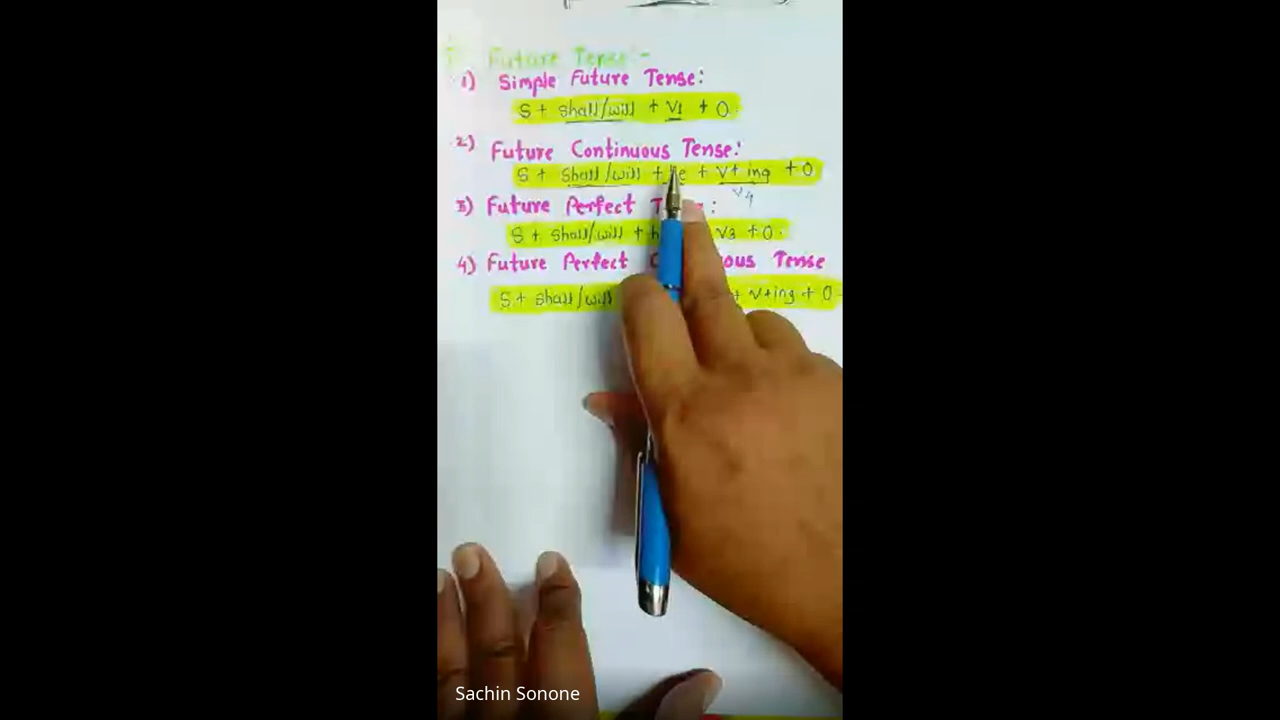 Future Tense:-
1) Simple Future Tense:
S + shall/will + V1 + O.
2) Future Continuous Tense:
S + shall/will + be + V+ing + O
V4
3) Future Perfect :
S + shall/will + V3 + O.
4) Future Perfect Tense
S + shall/will + V+ing + O.
Sachin Sonone